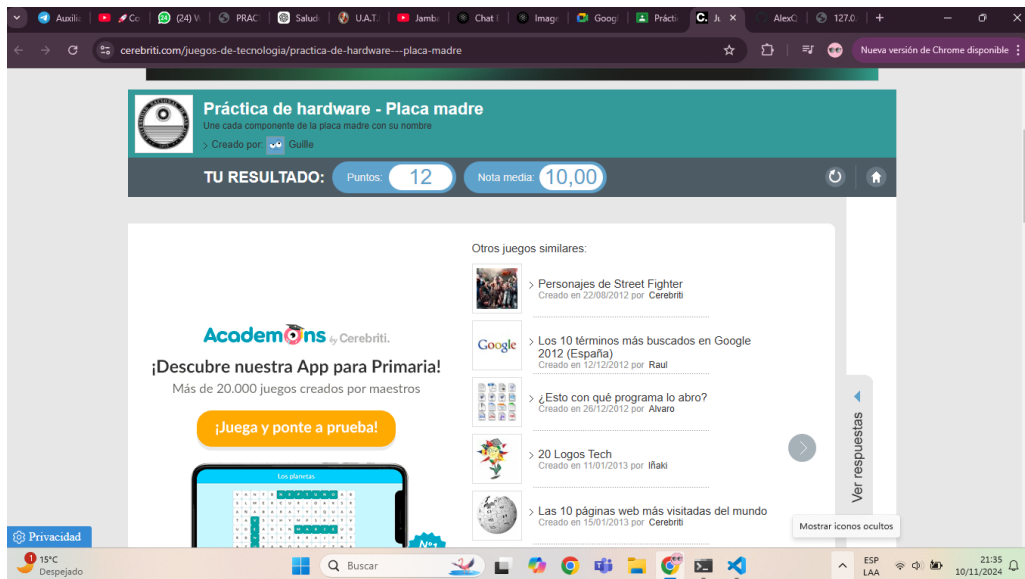 Auxilia
Co
(24) W
PRAC
Salud
U.A.T.
Jamb
Chat
Image
Googl
Prácti
AlexC
127.0.
cerebriti.com/juegos-de-tecnologia/practica-de-hardware---placa-madre
Nueva versión de Chrome disponible
Práctica de hardware - Placa madre
Une cada componente de la placa madre con su nombre
Creado por: Guille
TU RESULTADO: Puntos: 12 Nota media: 10,00
Otros juegos similares:
Personajes de Street Fighter
Creado en 22/08/2012 por Cerebriti
Google
Los 10 términos más buscados en Google
2012 (España)
Creado en 12/12/2012 por Raul
¿Esto con qué programa lo abro?
Creado en 26/12/2012 por Alvaro
20 Logos Tech
Creado en 11/01/2013 por Iñaki
Las 10 páginas web más visitadas del mundo
Creado en 15/01/2013 por Cerebriti
Academons by Cerebriti.
¡Descubre nuestra App para Primaria!
Más de 20.000 juegos creados por maestros
¡Juega y ponte a prueba!
Los planetas
Nº1
Ver respuestas
Mostrar iconos ocultos
Privacidad
1
15°C
Despejado
Buscar
ESP
LAA
21:35
10/11/2024